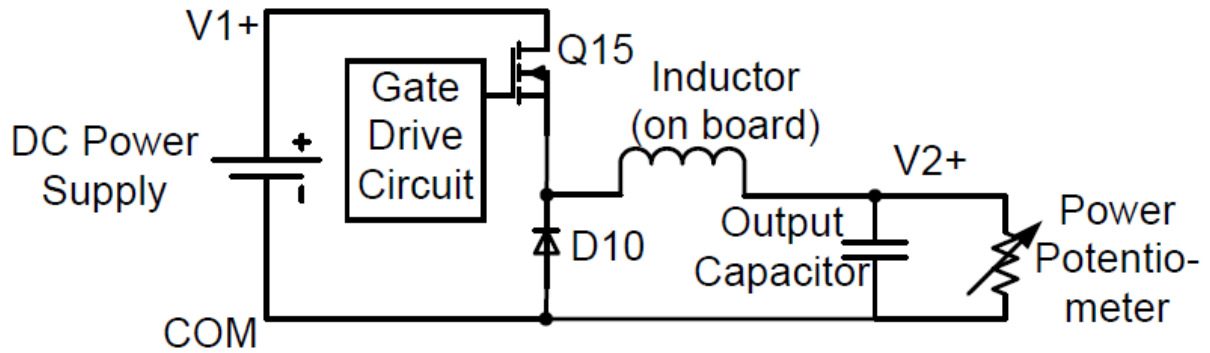 V1+
Q15
Gate
Drive
Circuit
Inductor
(on board)
DC Power
Supply
+
-
V2+
D10
Output
Capacitor
Power
Potentio-
meter
COM